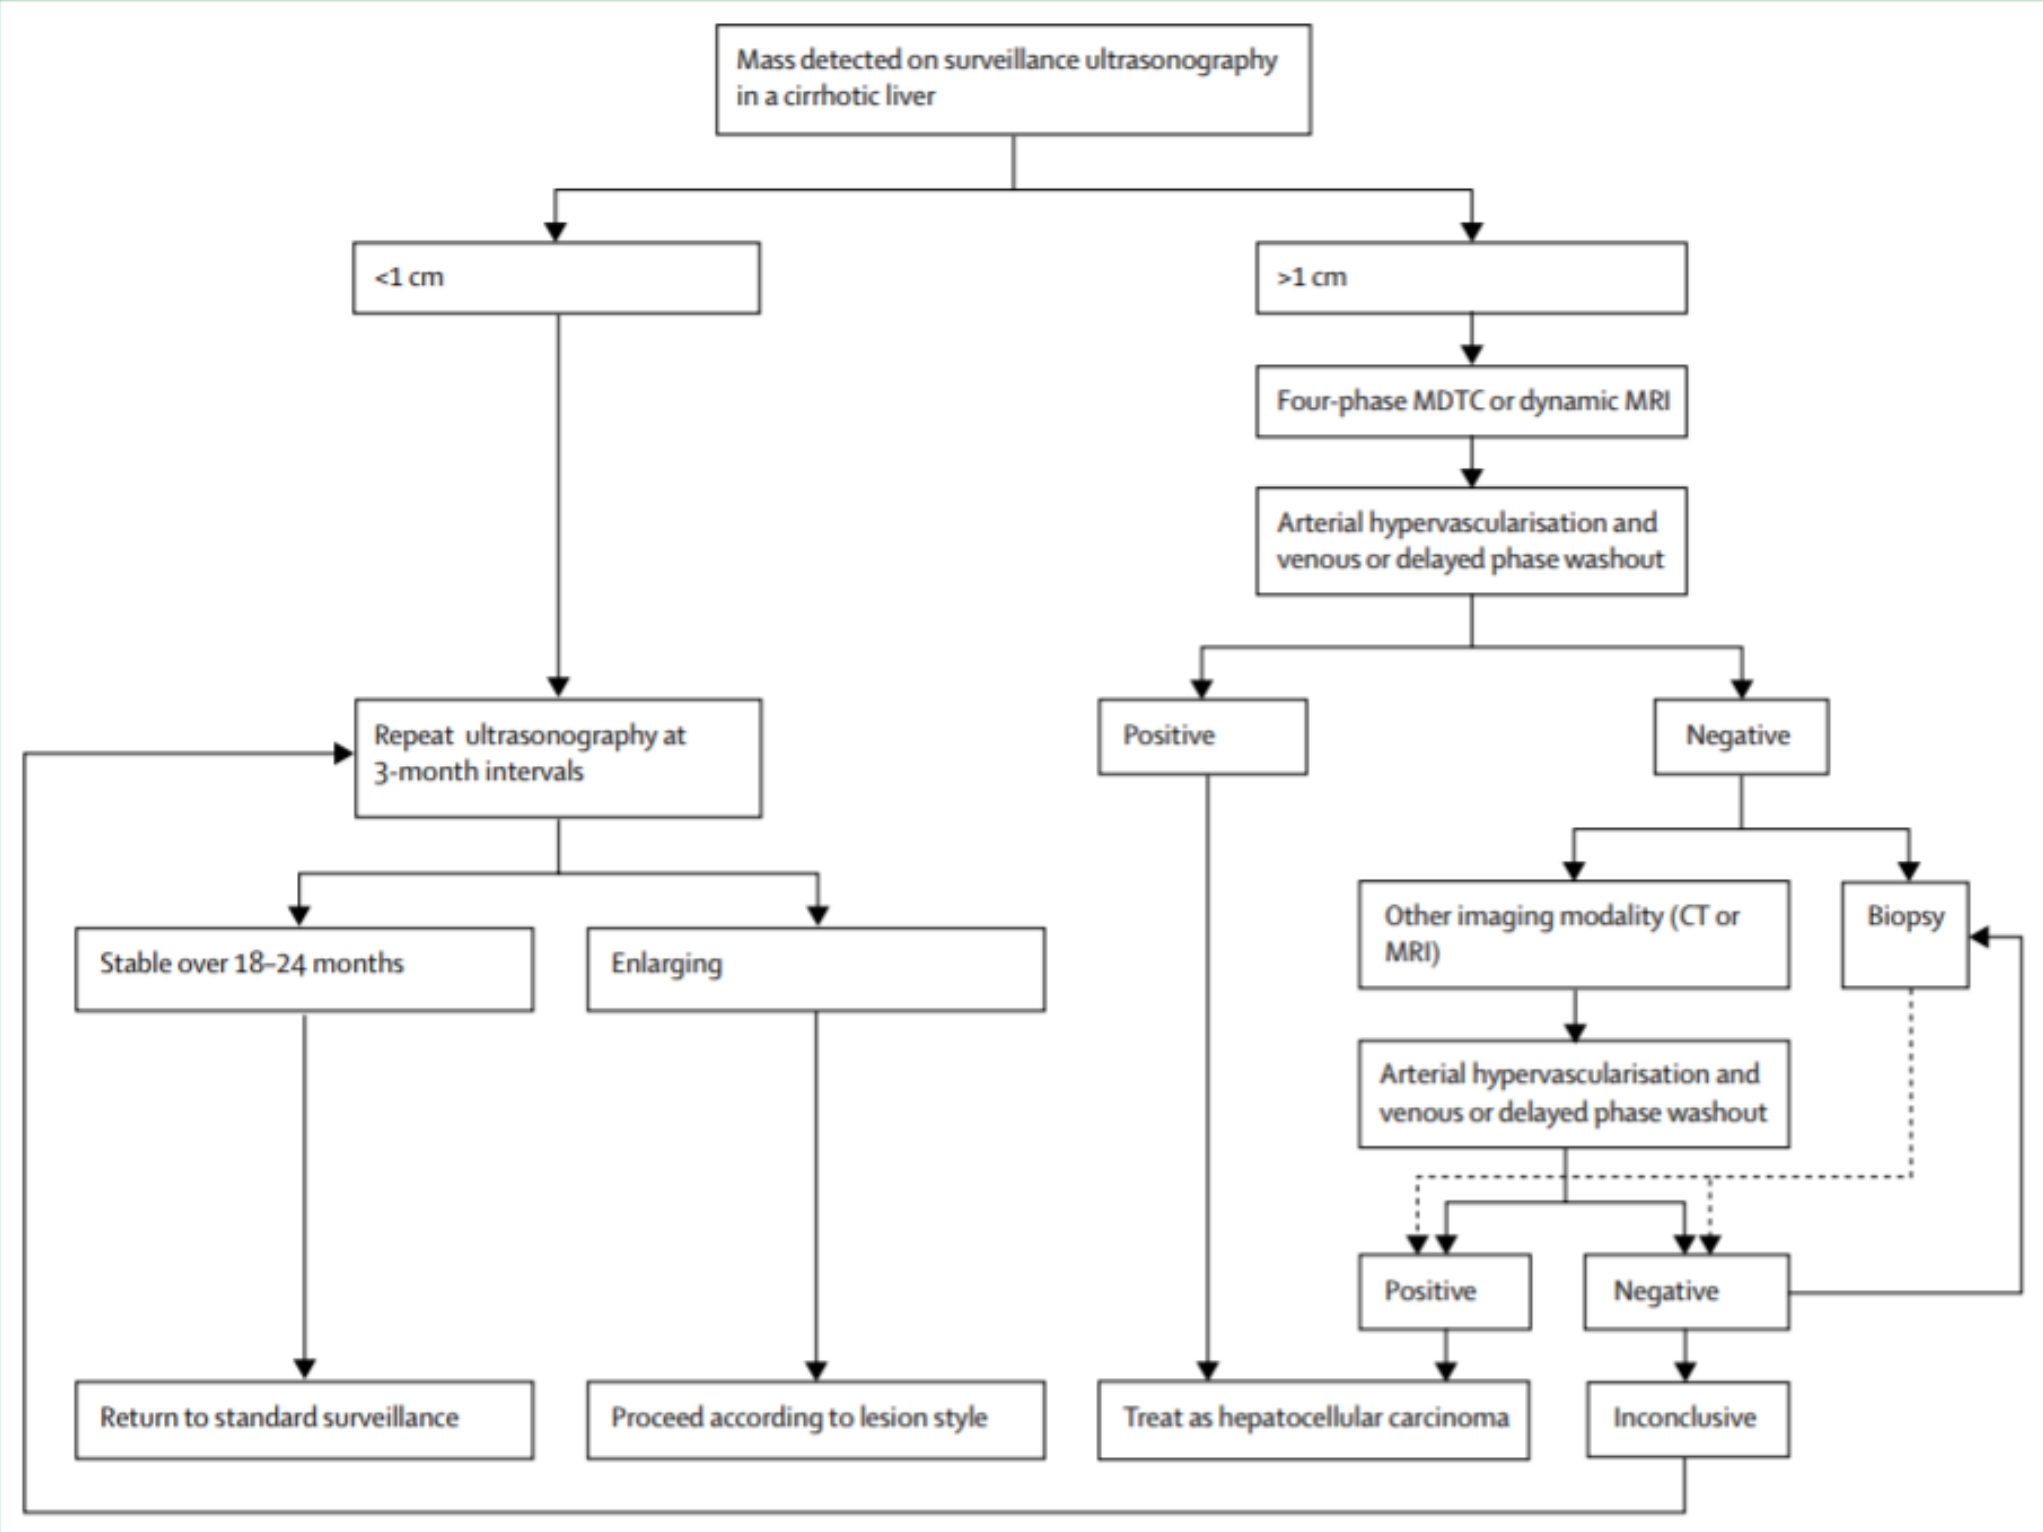 Mass detected on surveillance ultrasonography
in a cirrhotic liver
<1 cm
>1 cm
Four-phase MDTC or dynamic MRI
Arterial hypervascularisation and
venous or delayed phase washout
Repeat ultrasonography at
3-month intervals
Positive
Negative
Other imaging modality (CT or
MRI)
Biopsy
Stable over 18–24 months
Enlarging
Arterial hypervascularisation and
venous or delayed phase washout
Positive
Negative
Return to standard surveillance
Proceed according to lesion style
Treat as hepatocellular carcinoma
Inconclusive